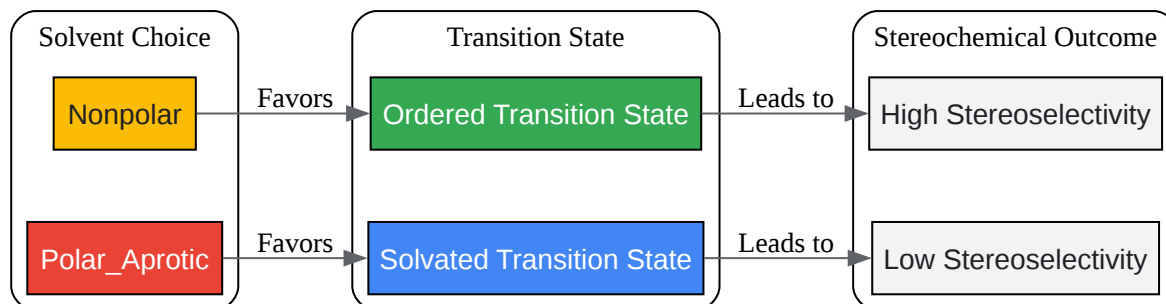 Solvent Choice
Transition State
Stereochemical Outcome
Nonpolar
Favors
Ordered Transition State
Leads to
High Stereoselectivity
Polar_Aprotic
Favors
Solvated Transition State
Leads to
Low Stereoselectivity